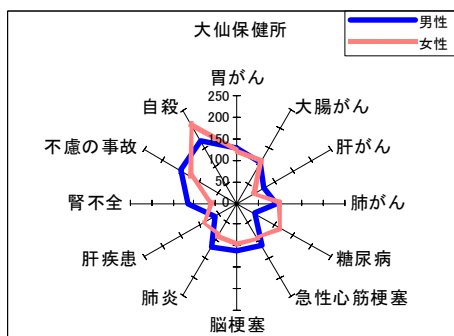 大仙保健所
男性
女性
胃がん
250
200
150
100
50
0
大腸がん
肝がん
肺がん
糖尿病
急性心筋梗塞
脳梗塞
肺炎
肝疾患
腎不全
不慮の事故
自殺